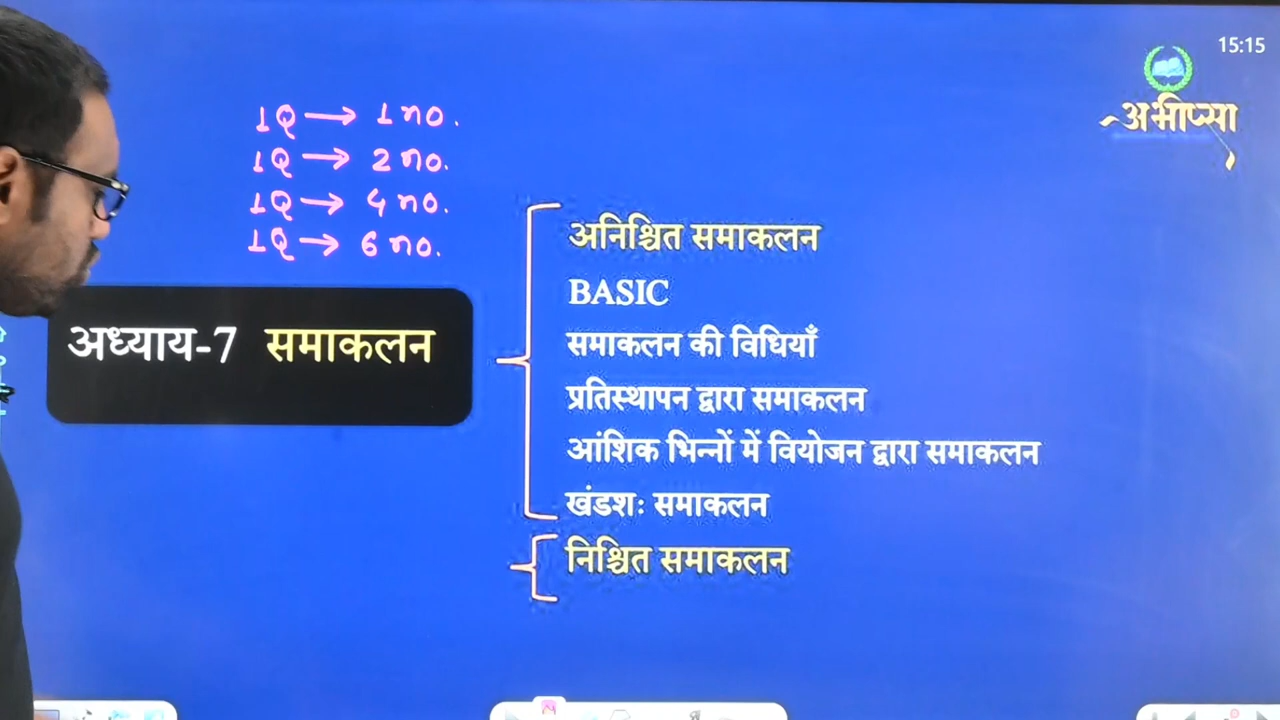 15:15
अभीप्सा
1Q → 1 no.
1Q → 2 no.
1Q → 4 no.
1Q → 6 no.
अध्याय-7 समाकलन
अनिश्चित समाकलन
BASIC
समाकलन की विधियाँ
प्रतिस्थापन द्वारा समाकलन
आंशिक भिन्नों में वियोजन द्वारा समाकलन
खंडशः समाकलन
निश्चित समाकलन